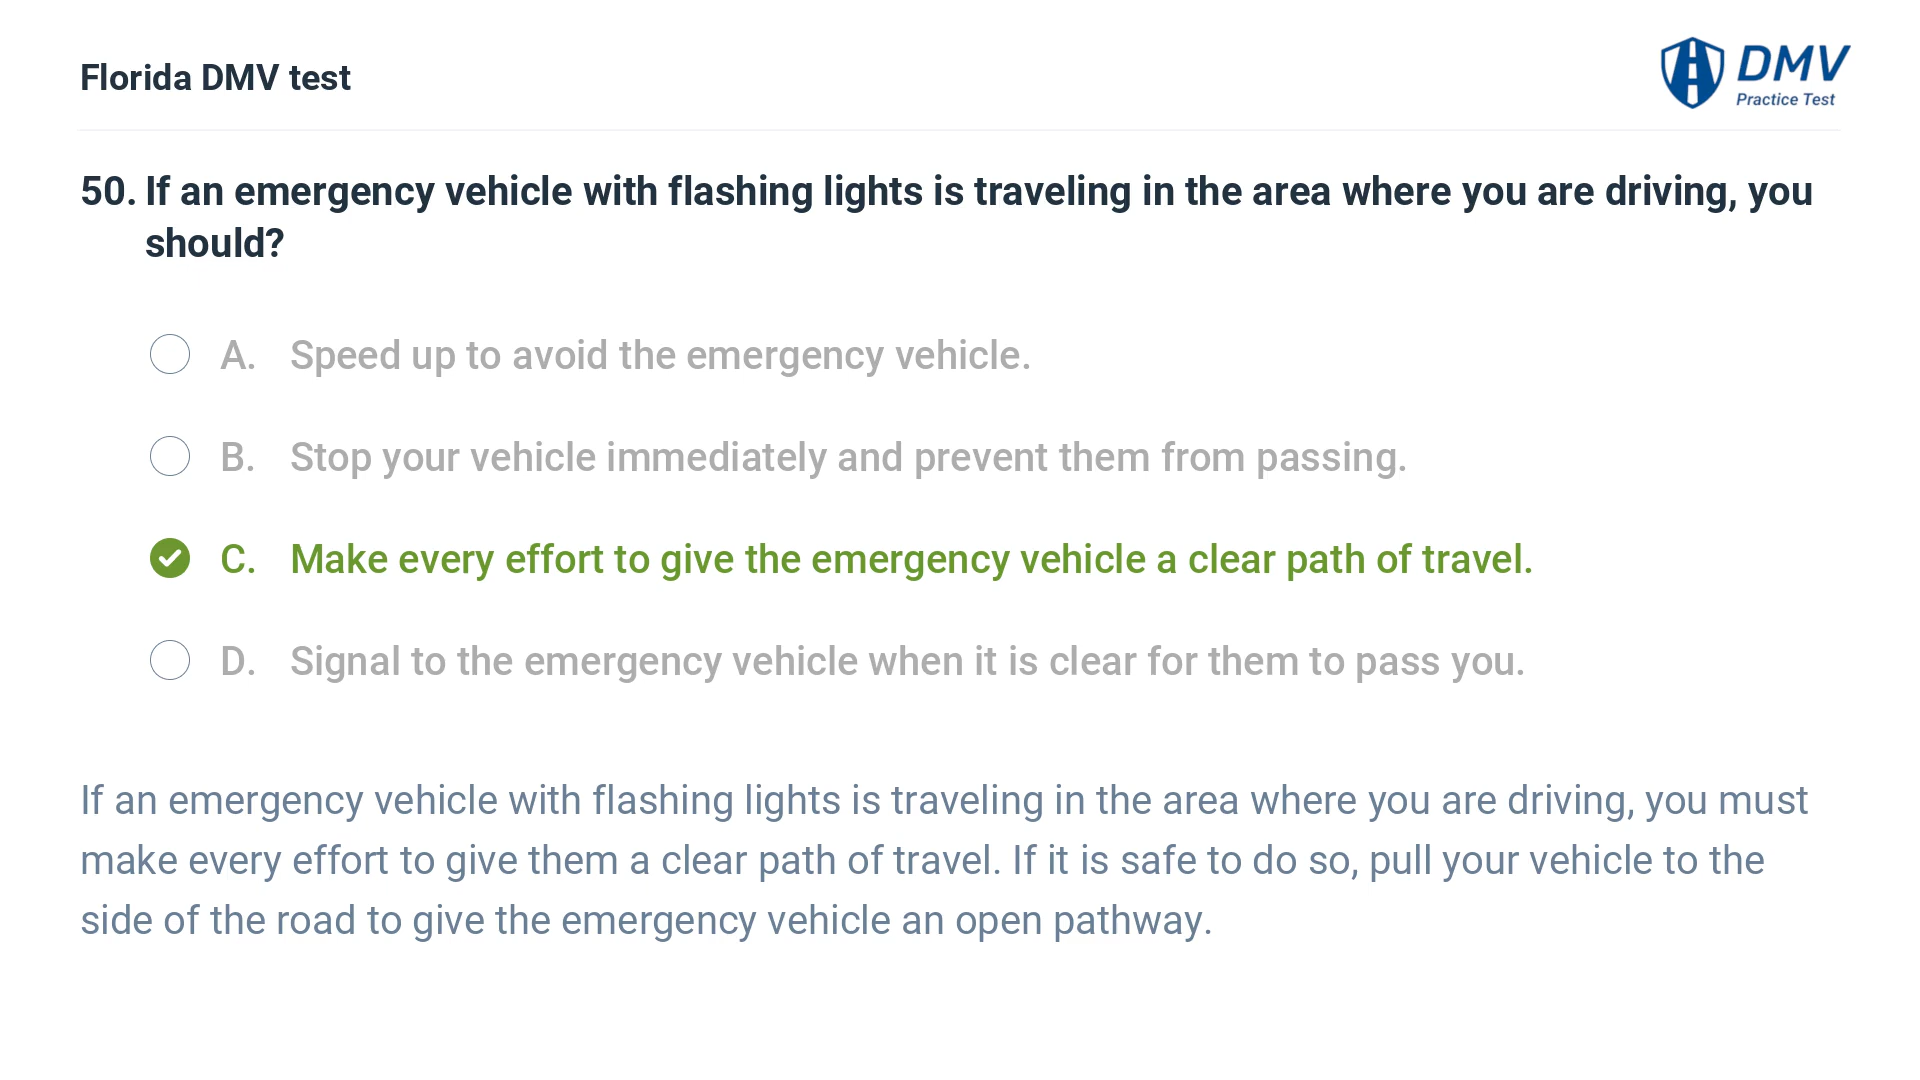 Florida DMV test
DMV
Practice Test
50. If an emergency vehicle with flashing lights is traveling in the area where you are driving, you
should?
A. Speed up to avoid the emergency vehicle.
B. Stop your vehicle immediately and prevent them from passing.
C. Make every effort to give the emergency vehicle a clear path of travel.
D. Signal to the emergency vehicle when it is clear for them to pass you.
If an emergency vehicle with flashing lights is traveling in the area where you are driving, you must
make every effort to give them a clear path of travel. If it is safe to do so, pull your vehicle to the
side of the road to give the emergency vehicle an open pathway.